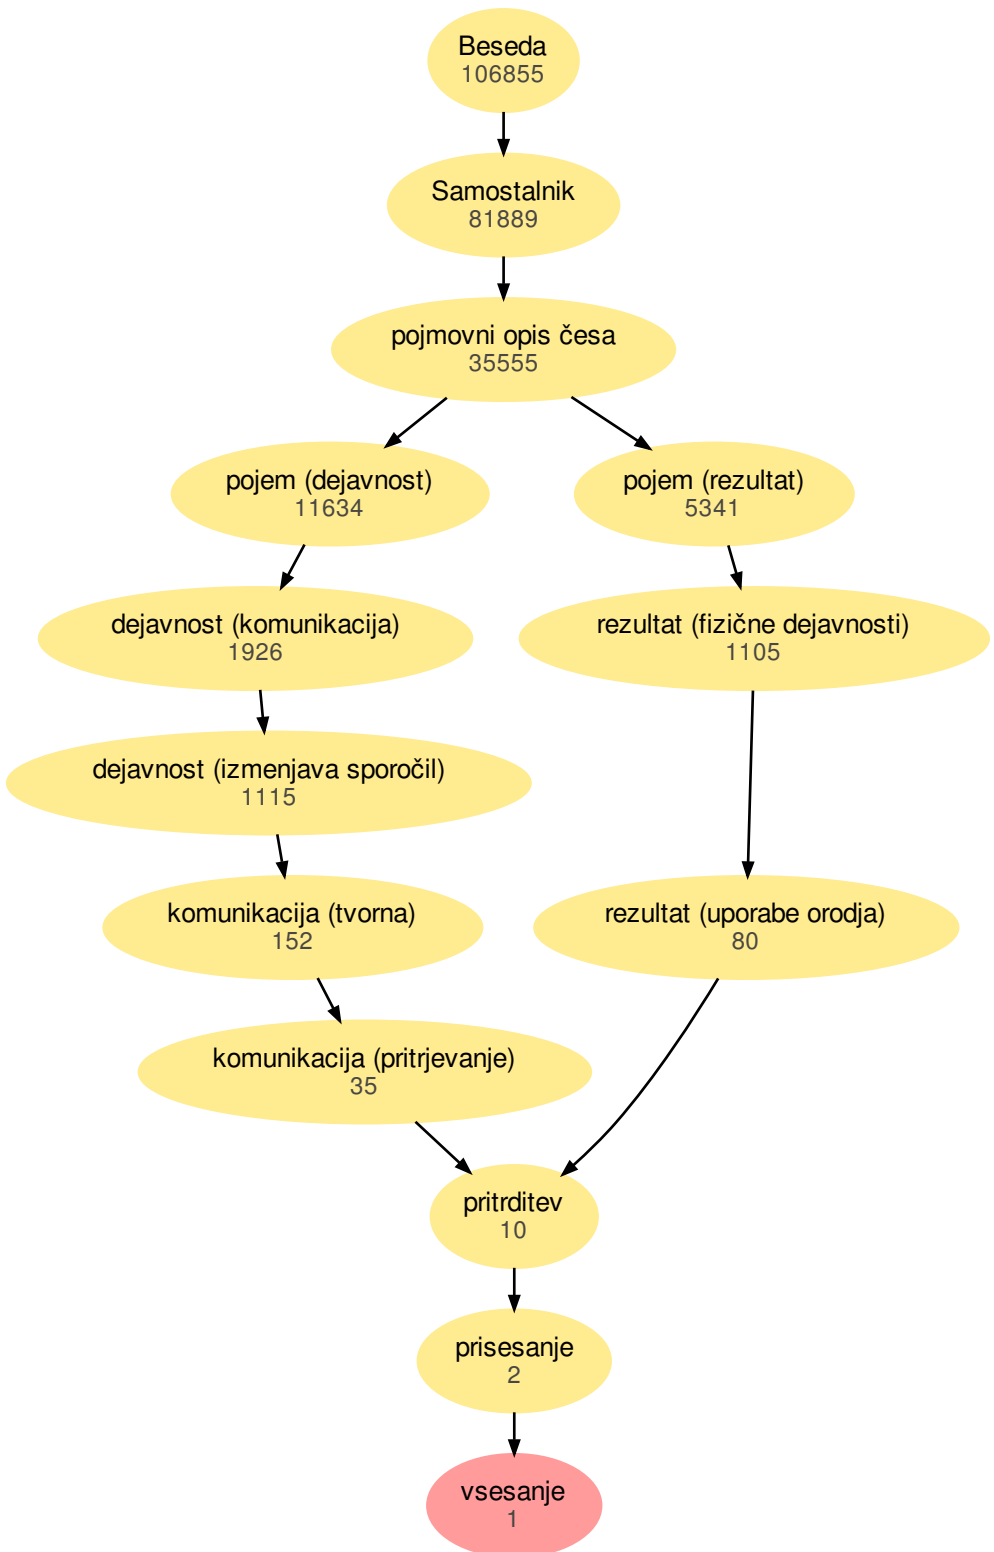 Beseda
106855
Samostalnik
81889
pojmovni opis česa
35555
pojem (dejavnost)
11634
pojem (rezultat)
5341
dejavnost (komunikacija)
1926
rezultat (fizične dejavnosti)
1105
dejavnost (izmenjava sporočil)
1115
komunikacija (tvorna)
152
rezultat (uporabe orodja)
80
komunikacija (pritrjevanje)
35
pritrditev
10
prisesanje
2
vsesanje
1